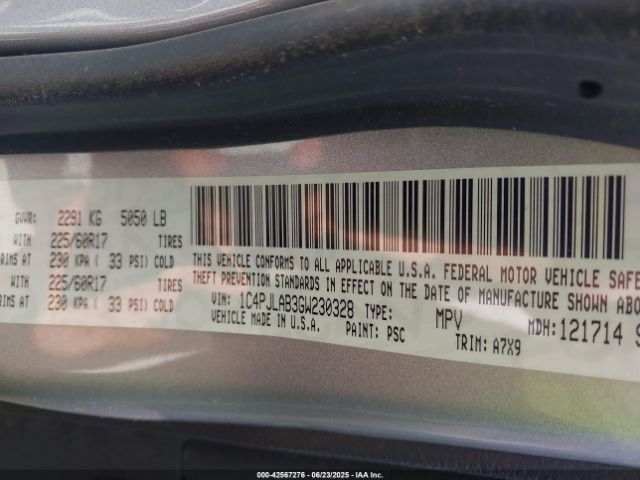 GVWR: 2291 KG 5050 LB
WITH 225/60R17 TIRES
RIMS AT 230 KPA ( 33 PSI) COLD
WITH 225/60R17 TIRES
RIMS AT 230 KPA ( 33 PSI) COLD
THIS VEHICLE CONFORMS TO ALL APPLICABLE U.S.A. FEDERAL MOTOR VEHICLE SAFE
THEFT PREVENTION STANDARDS IN EFFECT ON THE DATE OF MANUFACTURE SHOWN ABO
VIN: 1C4PJLAB3GW230328 TYPE: MPV MDH: 121714 S
VEHICLE MADE IN U.S.A. PAINT: PSC TRIM: A7X9
000-42567276 - 06/23/2025 - IAA Inc.